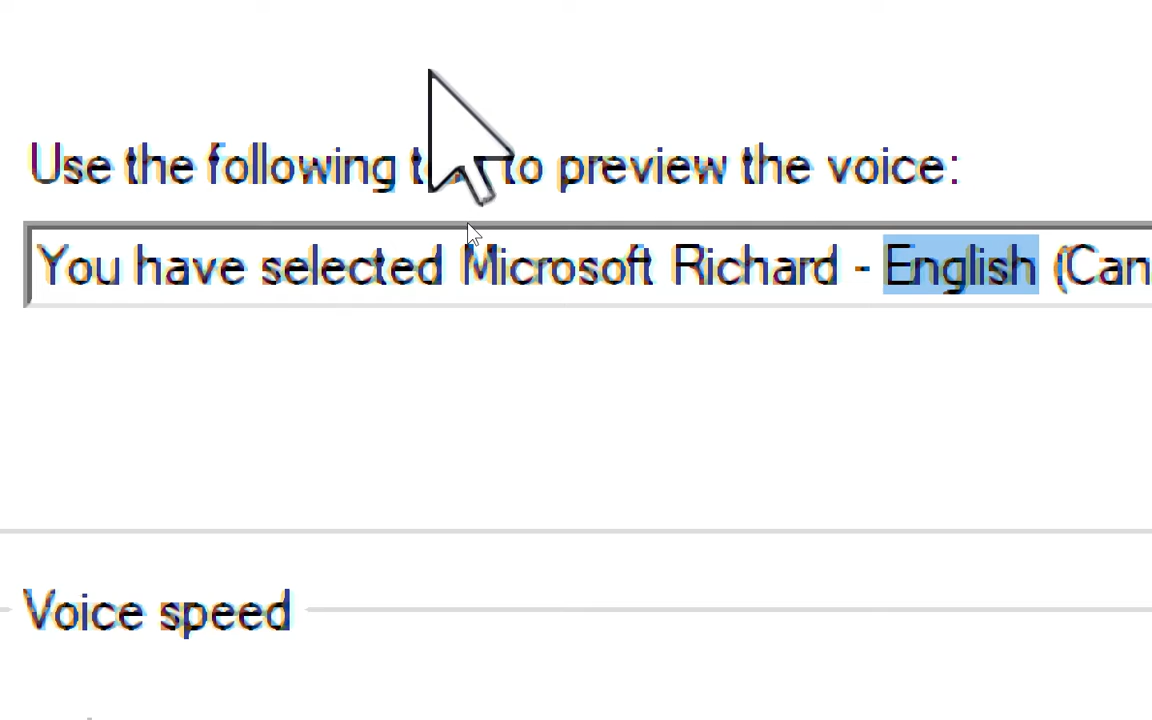 Use the following to preview the voice:
You have selected Microsoft Richard - English (Can
Voice speed